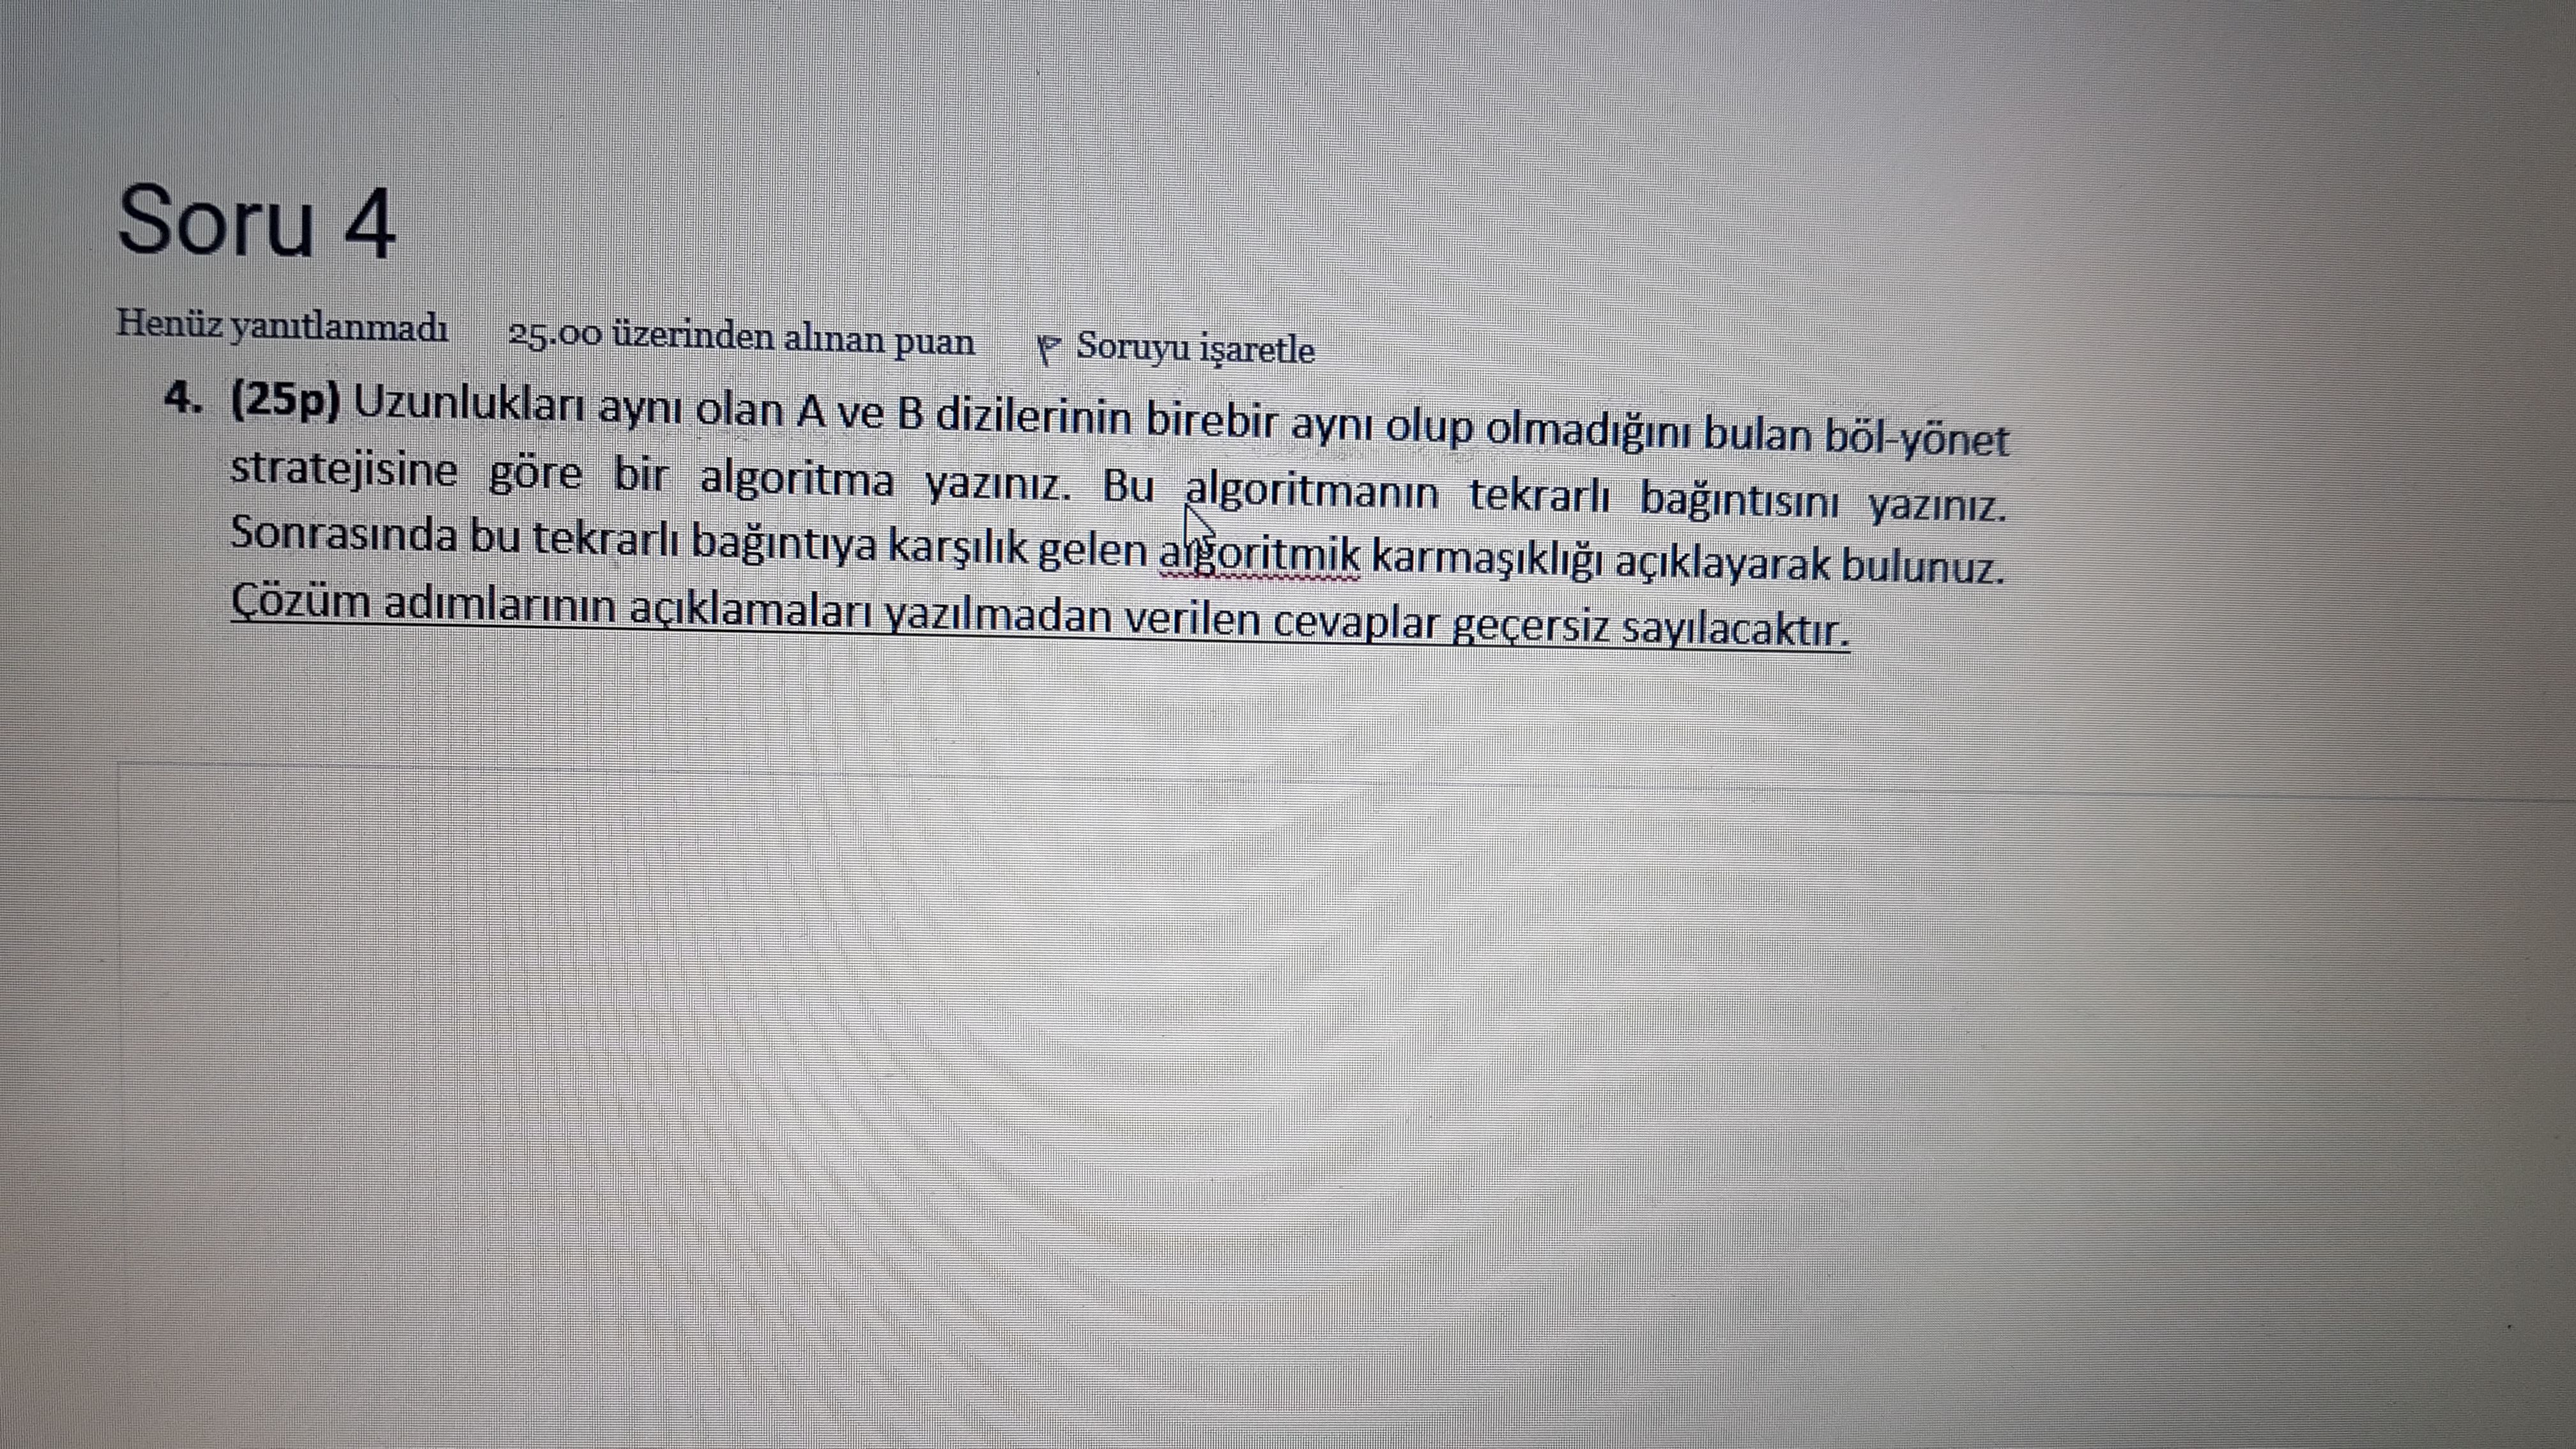 Soru 4
Henüz yanıtlanmadı 25.00 üzerinden alınan puan Soruyu işaretle
4. (25p) Uzunlukları aynı olan A ve B dizilerinin birebir aynı olup olmadığını bulan böl-yönet
stratejisine göre bir algoritma yazınız. Bu algoritmanın tekrarlı bağıntısını yazınız.
Sonrasında bu tekrarlı bağıntıya karşılık gelen algoritmik karmaşıklığı açıklayarak bulunuz.
Çözüm adımlarının açıklamaları yazılmadan verilen cevaplar geçersiz sayılacaktır.